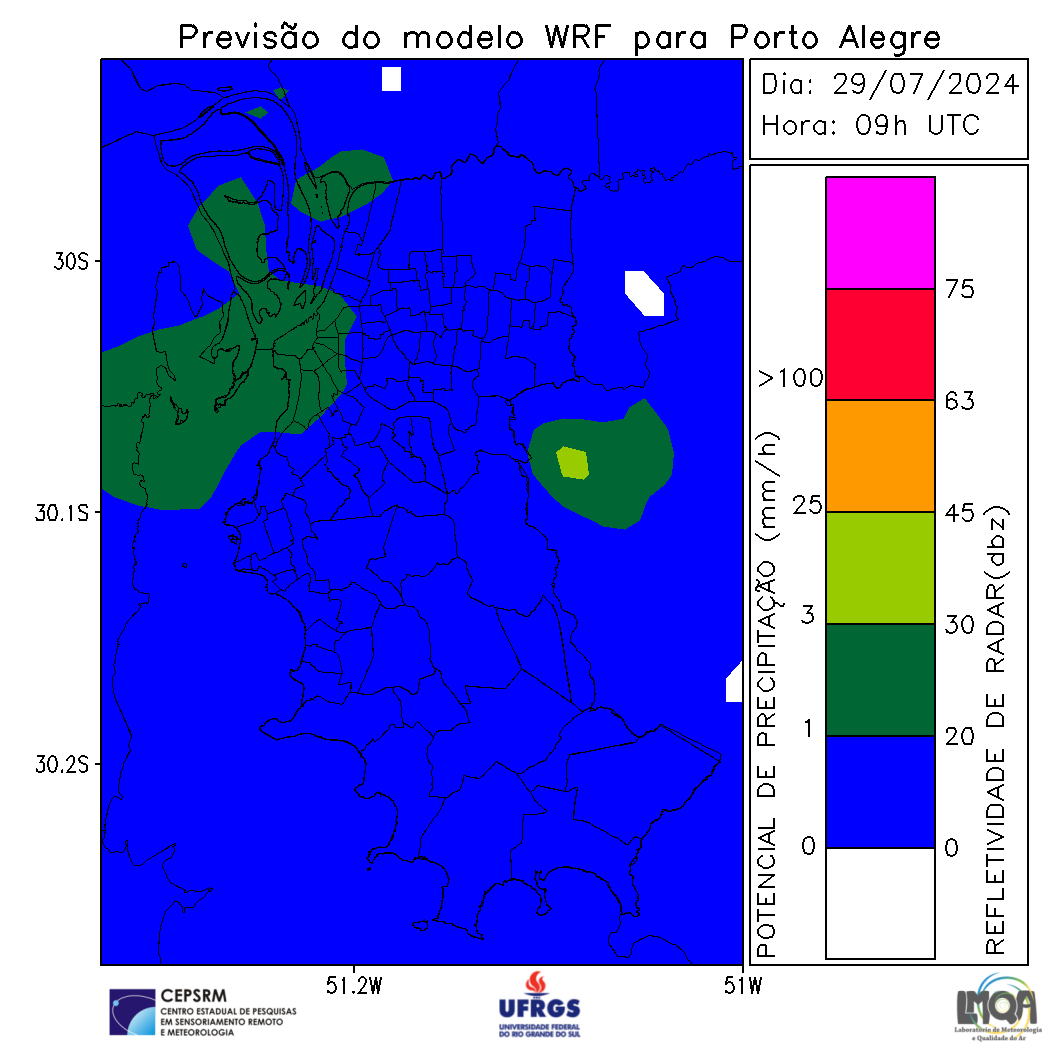 Previsão do modelo WRF para Porto Alegre
Dia: 29/07/2024
Hora: 09h UTC
30S
30.1S
30.2S
51.2W
51W
POTENCIAL DE PRECIPITAÇÃO (mm/h)
>100
25
3
1
0
75
63
45
30
20
0
REFLETIVIDADE DE RADAR(dbz)
CEPSRM
CENTRO ESTADUAL DE PESQUISAS
EM SENSORIAMENTO REMOTO
E METEOROLOGIA
UFRGS
UNIVERSIDADE FEDERAL
DO RIO GRANDE DO SUL
LMQA
Laboratório de Meteorologia
e Qualidade do Ar